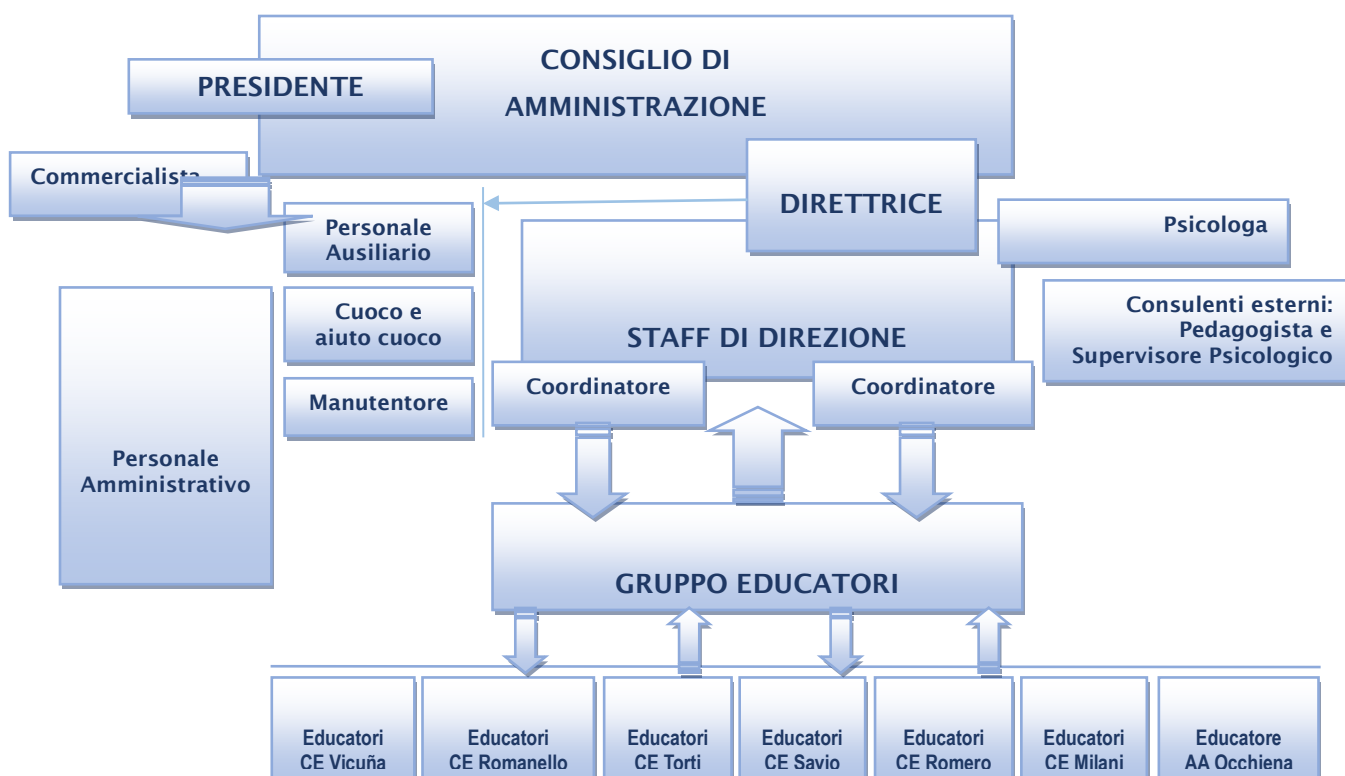 CONSIGLIO DI
AMMINISTRAZIONE
PRESIDENTE
Commercialista
DIRETTRICE
Personale
Ausiliario
Psicologa
Cuoco e
aiuto cuoco
STAFF DI DIREZIONE
Consulenti esterni:
Pedagogista e
Supervisore Psicologico
Coordinatore
Coordinatore
Manutentore
Personale
Amministrativo
GRUPPO EDUCATORI
Educatori
CE Vicuña
Educatori
CE Romanello
Educatori
CE Torti
Educatori
CE Savio
Educatori
CE Romero
Educatori
CE Milani
Educatore
AA Occhiena